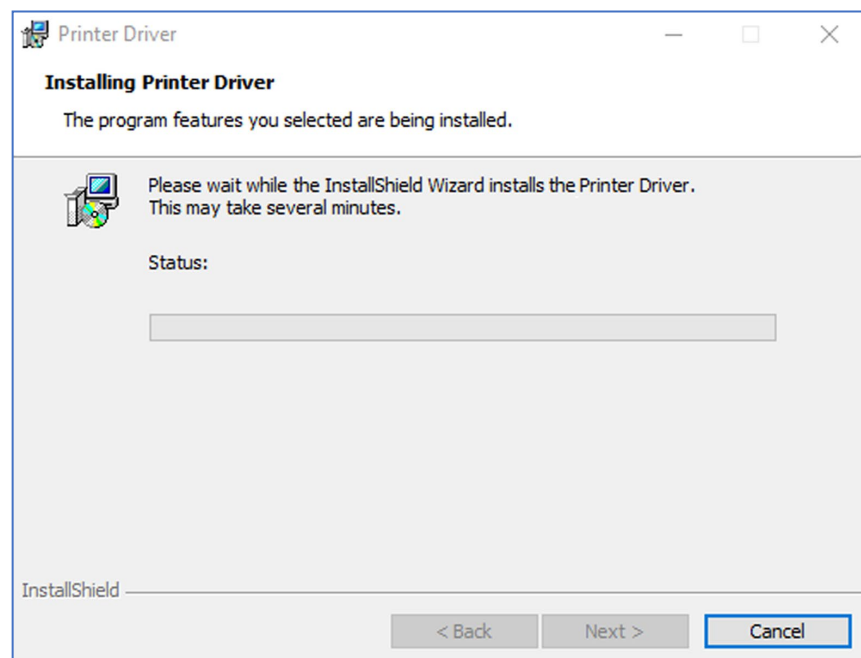 Printer Driver
Installing Printer Driver
The program features you selected are being installed.
Please wait while the InstallShield Wizard installs the Printer Driver.
This may take several minutes.
Status:
InstallShield
< Back
Next >
Cancel